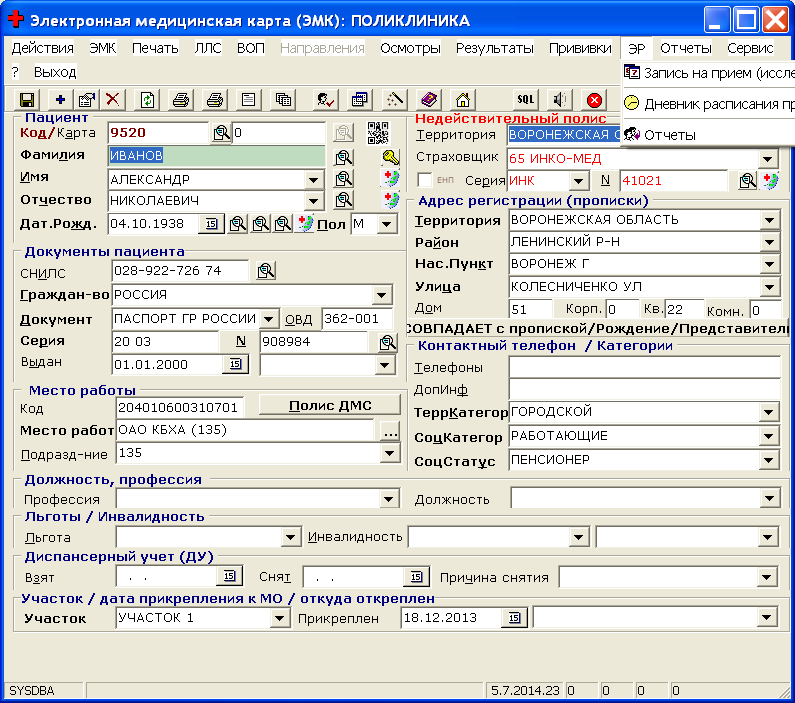 Электронная медицинская карта (ЭМК): ПОЛИКЛИНИКА
Действия ЭМК Печать ЛЛС ВОП Направления Осмотры Результаты Прививки ЭР Отчеты Сервис
? Выход
Запись на прием (иссле
Дневник расписания пр
Отчеты
SQL
Пациент
Код/Карта 9520 0
Фамилия ИВАНОВ
Имя АЛЕКСАНДР
Отчество НИКОЛАЕВИЧ
Дат.Рожд. 04.10.1938 15 Пол М
Документы пациента
СНИЛС 028-922-726 74
Граждан-во РОССИЯ
Документ ПАСПОРТ ГР РОССИИ ОВД 362-001
Серия 20 03 N 908984
Выдан 01.01.2000 15
Место работы
Код 204010600310701 Полис ДМС
Место работ ОАО КБХА (135) ...
Подразд-ние 135
Недействительный полис
Территория ВОРОНЕЖСКАЯ
Страховщик 65 ИНКО-МЕД
ЕНП Серия ИНК N 41021
Адрес регистрации (прописки)
Территория ВОРОНЕЖСКАЯ ОБЛАСТЬ
Район ЛЕНИНСКИЙ Р-Н
Нас.Пункт ВОРОНЕЖ Г
Улица КОЛЕСНИЧЕНКО УЛ
Дом 51 Корп. 0 Кв. 22 Комн. 0
СОВПАДАЕТ с пропиской/Рождение/Представитель
Контактный телефон / Категории
Телефоны
ДопИнф
ТеррКатегор ГОРОДСКОЙ
СоцКатегор РАБОТАЮЩИЕ
СоцСтатус ПЕНСИОНЕР
Должность, профессия
Профессия Должность
Льготы / Инвалидность
Льгота Инвалидность
Диспансерный учет (ДУ)
Взят . . 15 Снят . . 15 Причина снятия
Участок / дата прикрепления к МО / откуда откреплен
Участок УЧАСТОК 1 Прикреплен 18.12.2013 15
SYSDBA 5.7.2014.23 0 0 0 0